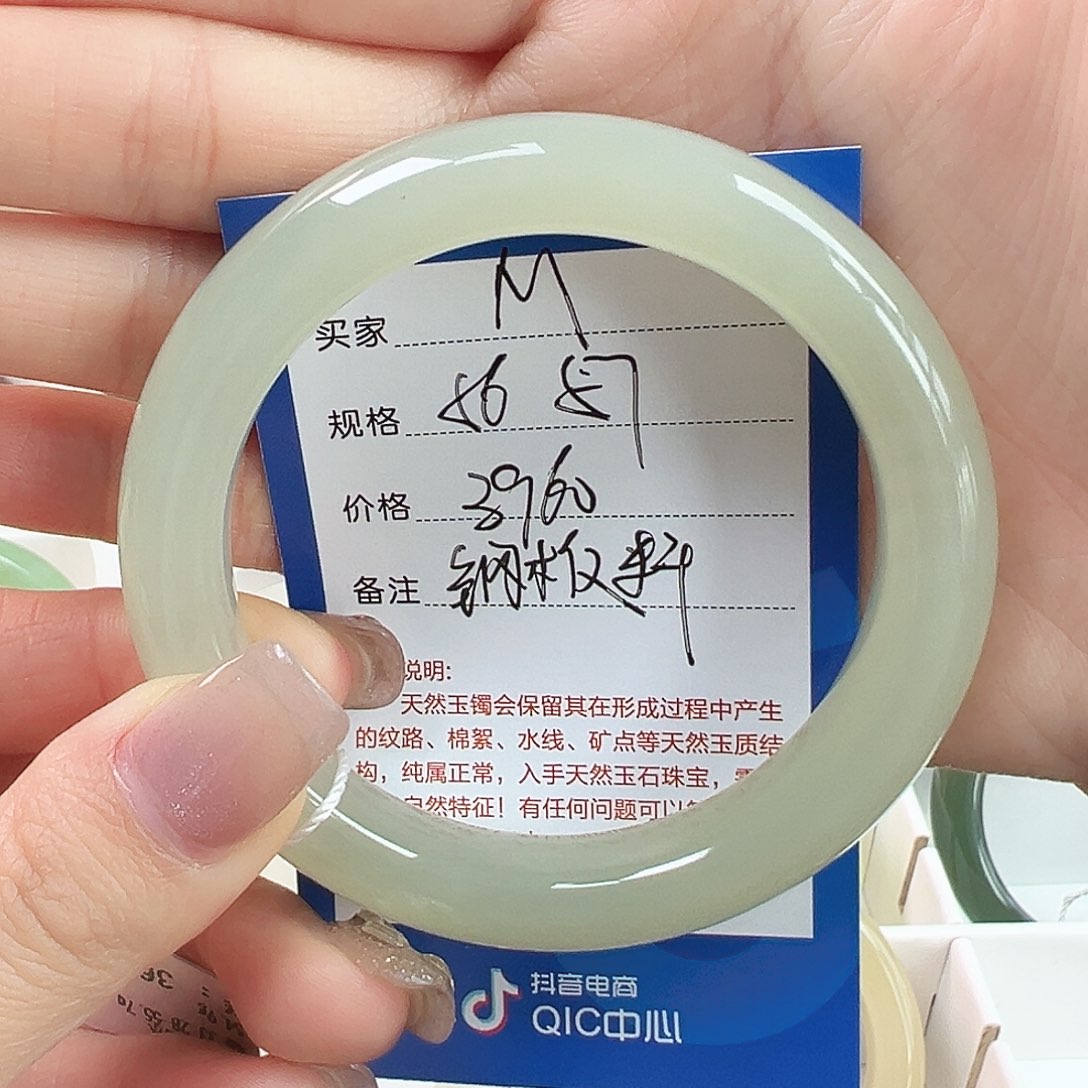 买家 M
规格 56
价格 3960
备注 钢板料
说明:
天然玉镯会保留其在形成过程中产生
的纹路、棉絮、水线、矿点等天然玉质结
构，纯属正常，入手天然玉石珠宝，需
自然特征！有任何问题可以
抖音电商
QIC中心